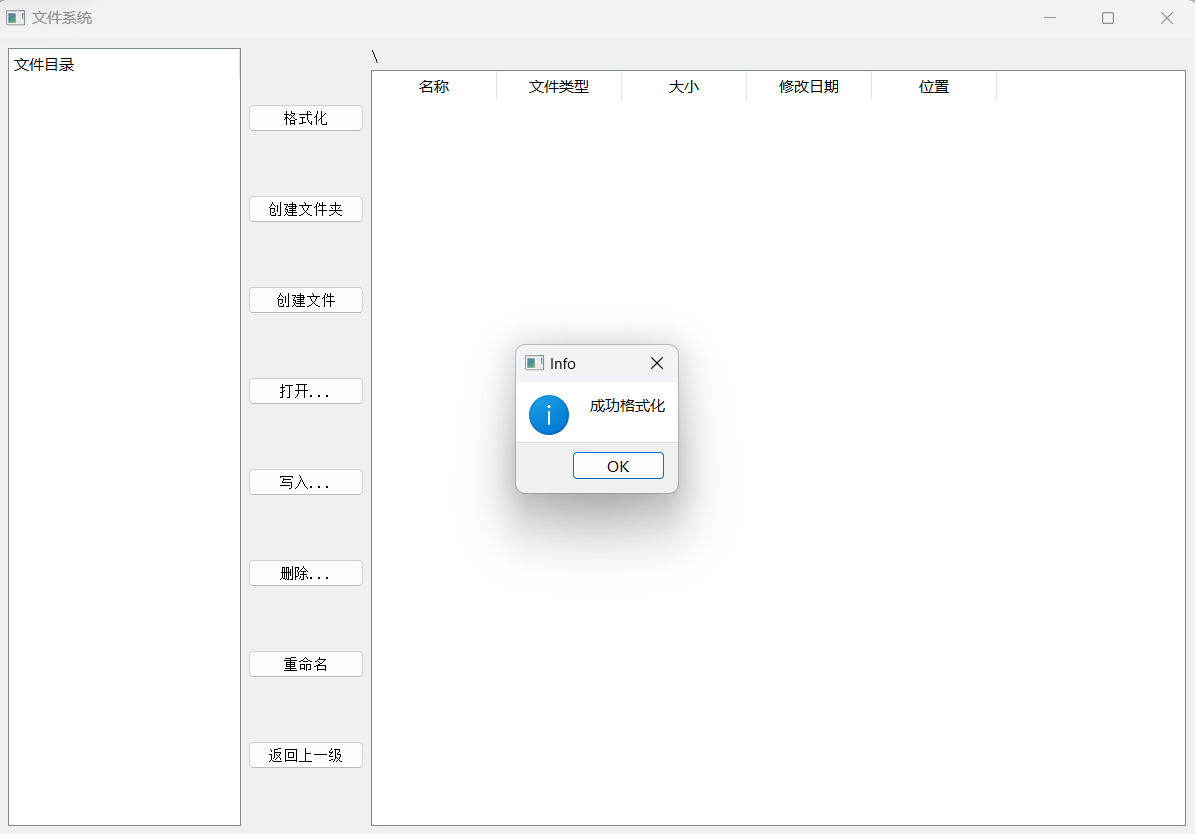 文件系统
文件目录
格式化
创建文件夹
创建文件
打开...
写入...
删除...
重命名
返回上一级
\
名称 文件类型 大小 修改日期 位置
Info
成功格式化
OK